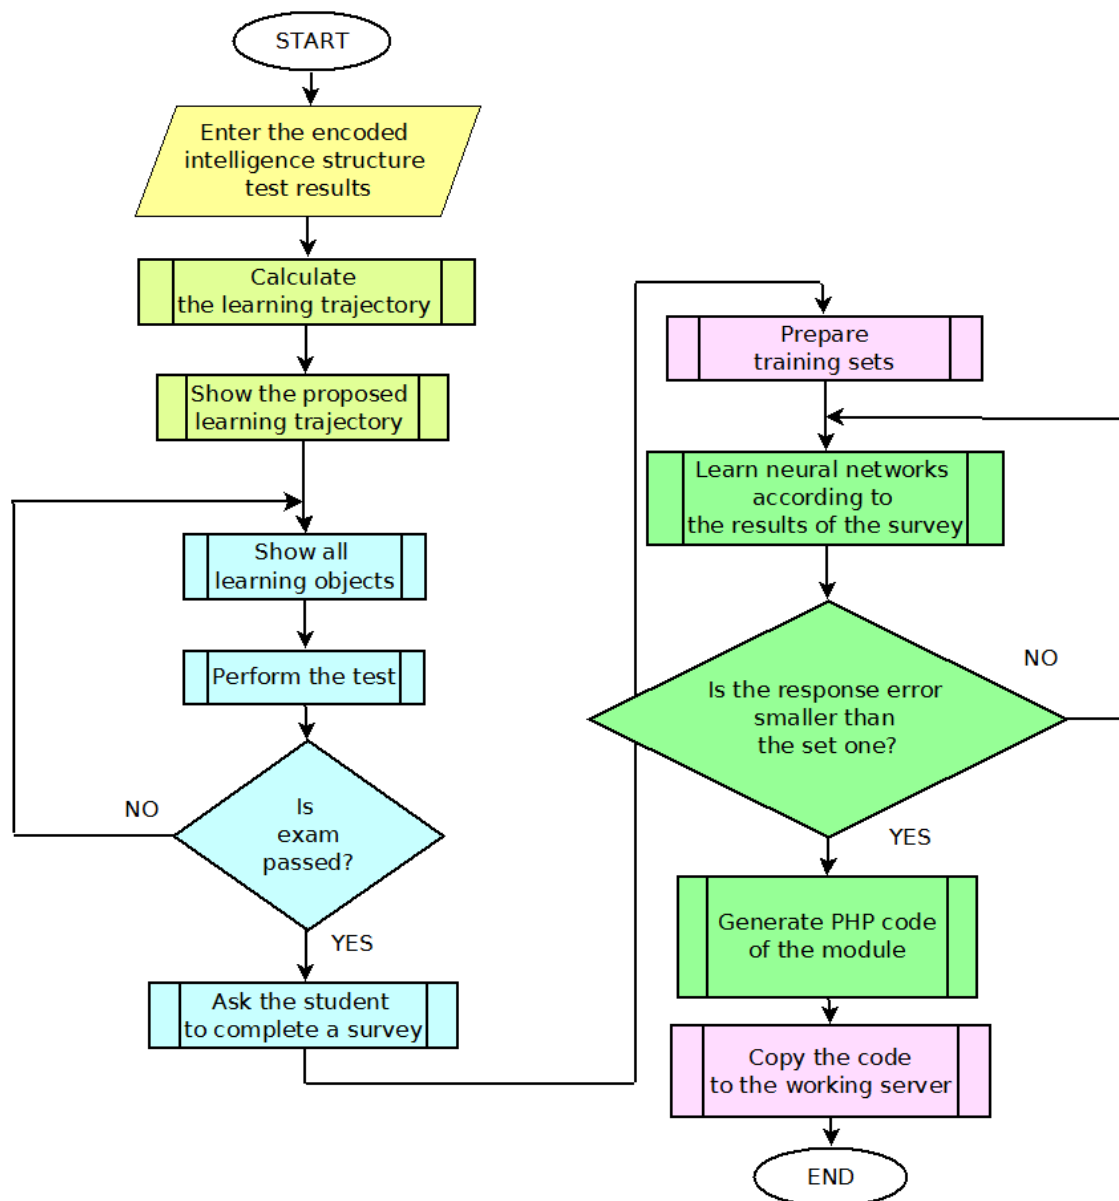 START
Enter the encoded
intelligence structure
test results
Calculate
the learning trajectory
Show the proposed
learning trajectory
Show all
learning objects
Perform the test
Is
exam
passed?
NO
YES
Ask the student
to complete a survey
Prepare
training sets
Learn neural networks
according to
the results of the survey
Is the response error
smaller than
the set one?
NO
YES
Generate PHP code
of the module
Copy the code
to the working server
END